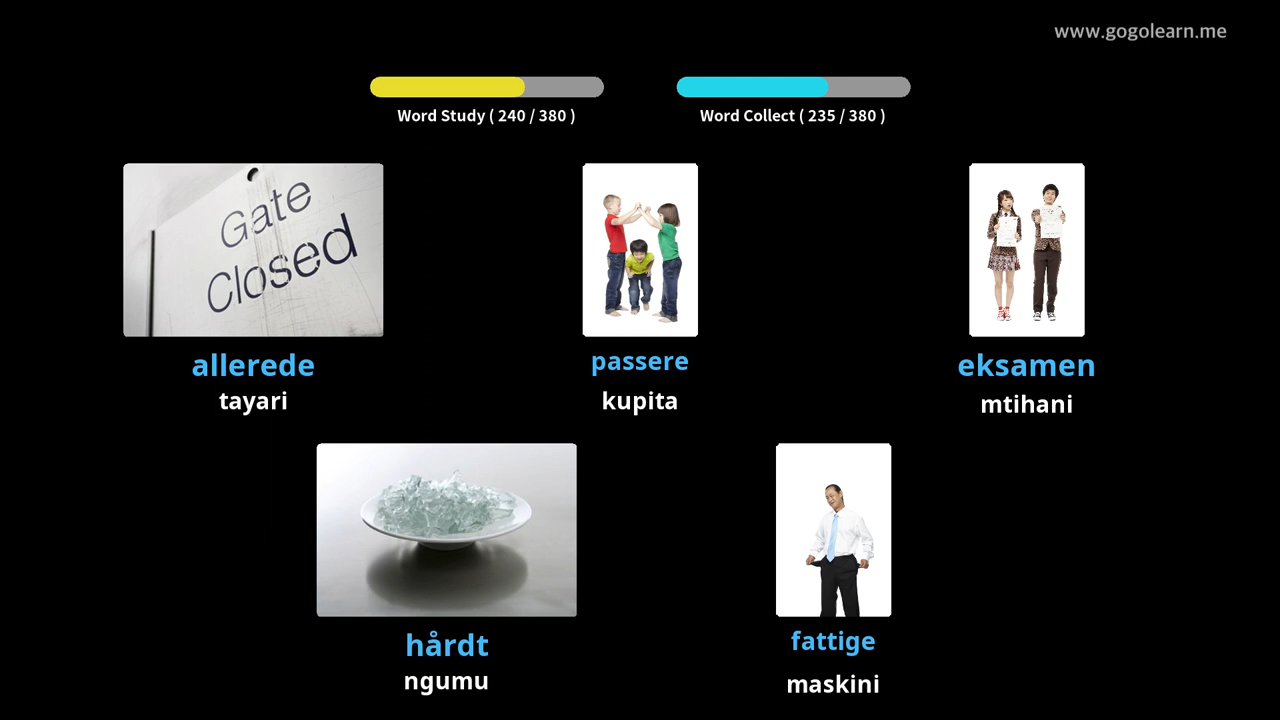 www.gogolearn.me
Word Study ( 240 / 380 )
Word Collect ( 235 / 380 )
Gate
Closed
allerede
tayari
passere
kupita
eksamen
mtihani
hårdt
ngumu
fattige
maskini